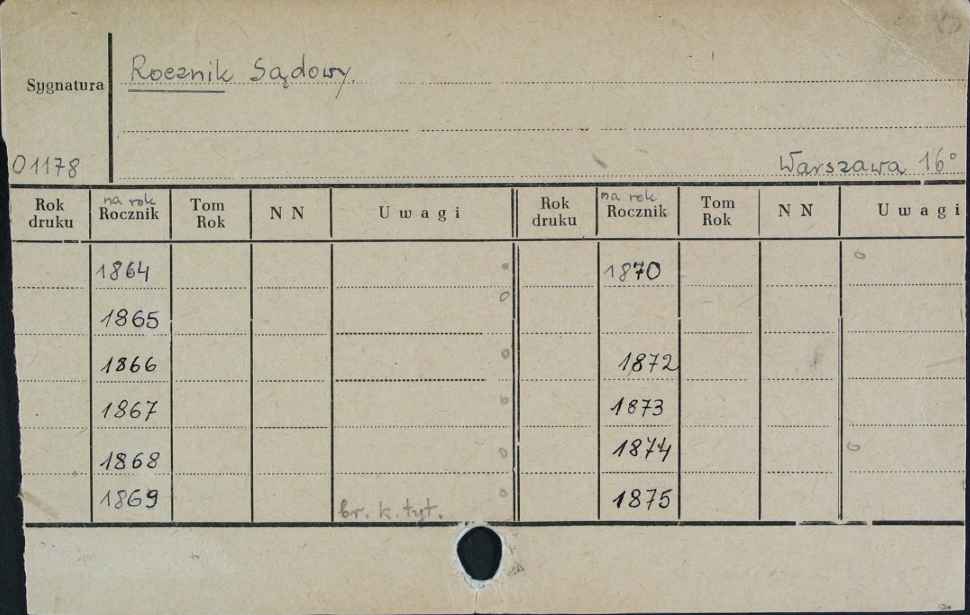 Rocznik Sądowy.
Sygnatura
01178
Warszawa 16°
Rok druku na rok Rocznik Tom Rok N N Uwagi Rok druku na rok Rocznik Tom Rok N N Uwagi
1864 1870
1865
1866 1872
1867 1873
1868 1874
1869 br. k. tyt. 1875